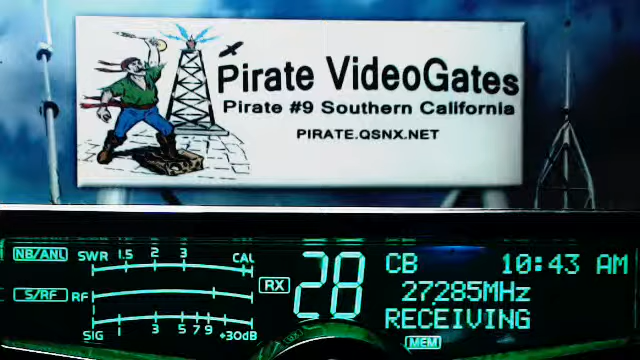 Pirate VideoGates
Pirate #9 Southern California
PIRATE.QSNX.NET
NB/ANL SWR 1.5 2 3 CAL
S/RF RF
SIG 1 3 5 7 9 +30dB
RX 28
CB 10:43 AM
27285MHz
RECEIVING
MEM